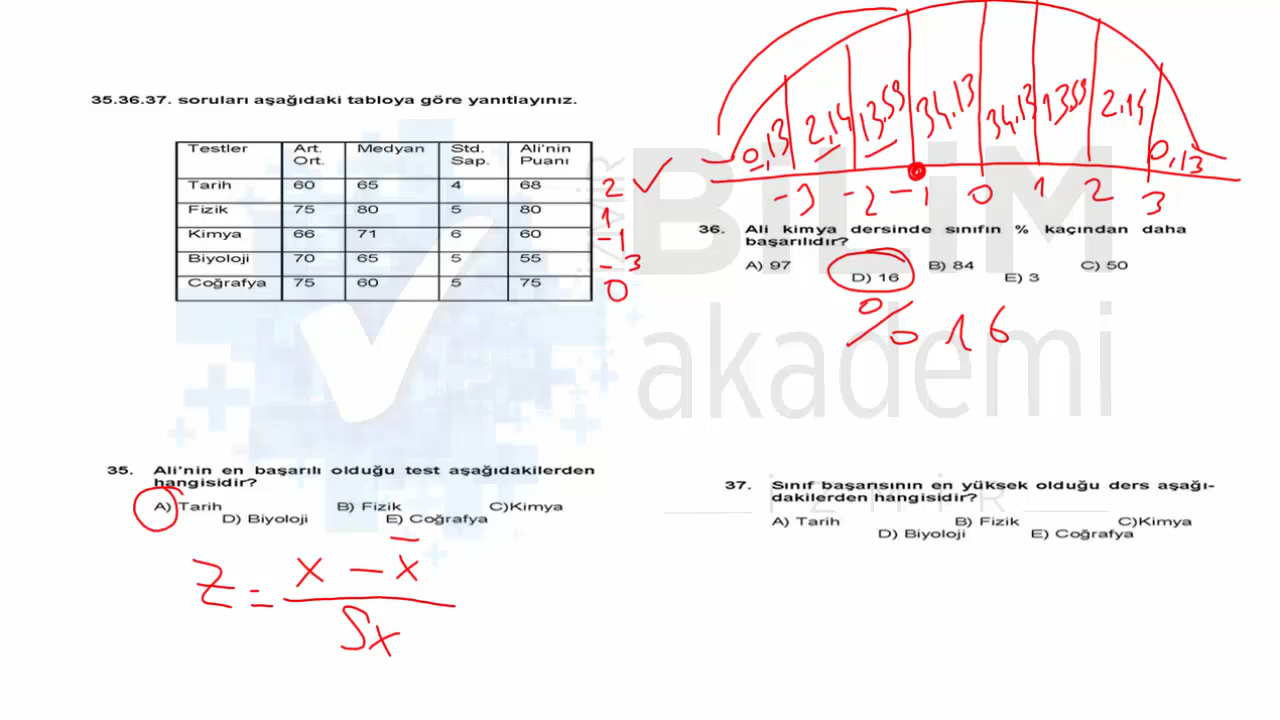 35.36.37. soruları aşağıdaki tabloya göre yanıtlayınız.
Testler Art. Ort. Medyan Std. Sap. Ali'nin Puanı
Tarih 60 65 4 68 2
Fizik 75 80 5 80 1
Kimya 66 71 6 60 -1
Biyoloji 70 65 5 55 -3
Coğrafya 75 60 5 75 0
35. Ali'nin en başarılı olduğu test aşağıdakilerden
hangisidir?
A) Tarih B) Fizik C)Kimya
D) Biyoloji E) Coğrafya
z = x - x̄
Sx
0,13 2,14 13,59 34,13 34,13 13,59 2,14 0,13
-3 -2 -1 0 1 2 3
36. Ali kimya dersinde sınıfın % kaçından daha
başarılıdır?
A) 97 B) 84 C) 50
D) 16 E) 3
% 16
37. Sınıf başarısının en yüksek olduğu ders aşağı-
dakilerden hangisidir?
A) Tarih B) Fizik C)Kimya
D) Biyoloji E) Coğrafya
İZMİR
BİLİM
akademi
i z m i r